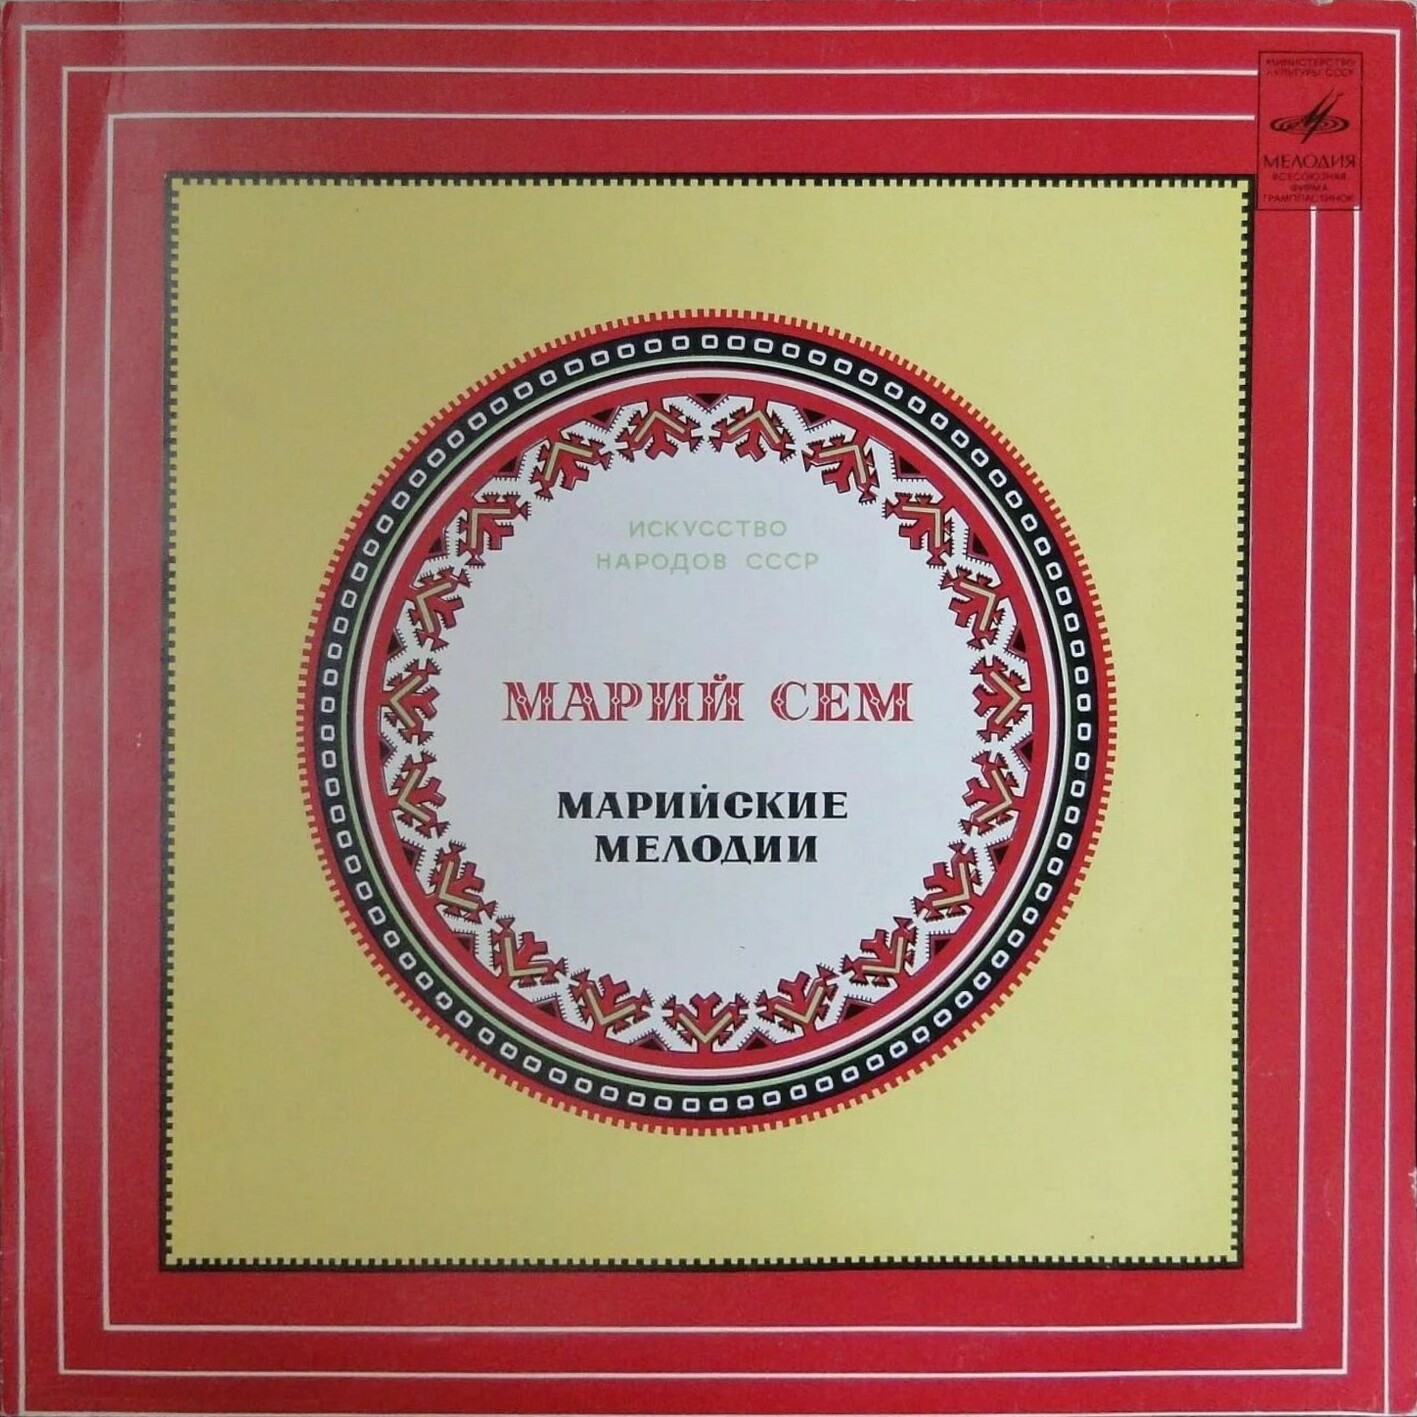 МИНИСТЕРСТВО
КУЛЬТУРЫ СССР
МЕЛОДИЯ
ВСЕСОЮЗНАЯ
ФИРМА
ГРАМПЛАСТИНОК
ИСКУССТВО
НАРОДОВ СССР
МАРИЙ СЕМ
МАРИЙСКИЕ
МЕЛОДИИ